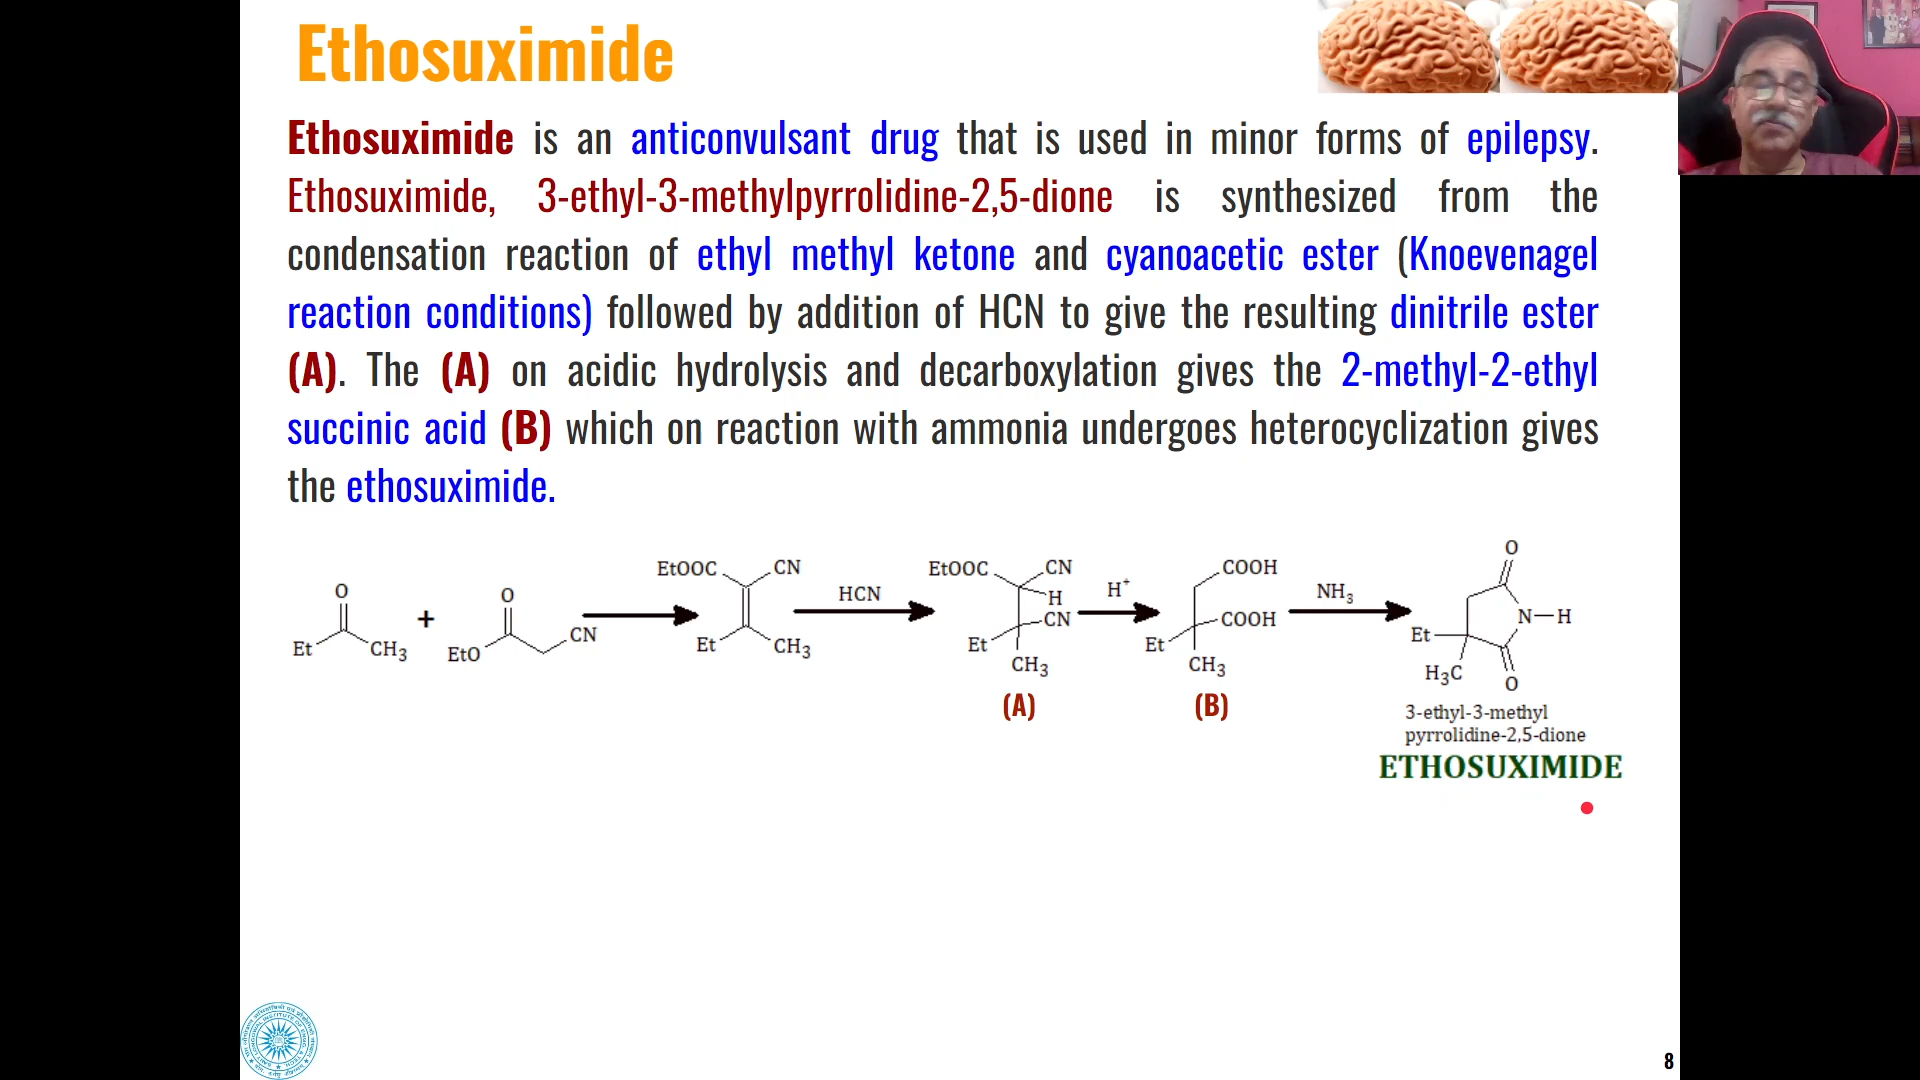 Ethosuximide
Ethosuximide is an anticonvulsant drug that is used in minor forms of epilepsy.
Ethosuximide, 3-ethyl-3-methylpyrrolidine-2,5-dione is synthesized from the
condensation reaction of ethyl methyl ketone and cyanoacetic ester (Knoevenagel
reaction conditions) followed by addition of HCN to give the resulting dinitrile ester
(A). The (A) on acidic hydrolysis and decarboxylation gives the 2-methyl-2-ethyl
succinic acid (B) which on reaction with ammonia undergoes heterocyclization gives
the ethosuximide.
O
Et
CH3
+
O
EtO
CN
EtOOC
CN
Et
CH3
HCN
EtOOC
CN
H
CN
Et
CH3
(A)
H+
COOH
COOH
Et
CH3
(B)
NH3
O
N-H
Et
H3C
O
3-ethyl-3-methyl
pyrrolidine-2,5-dione
ETHOSUXIMIDE
8